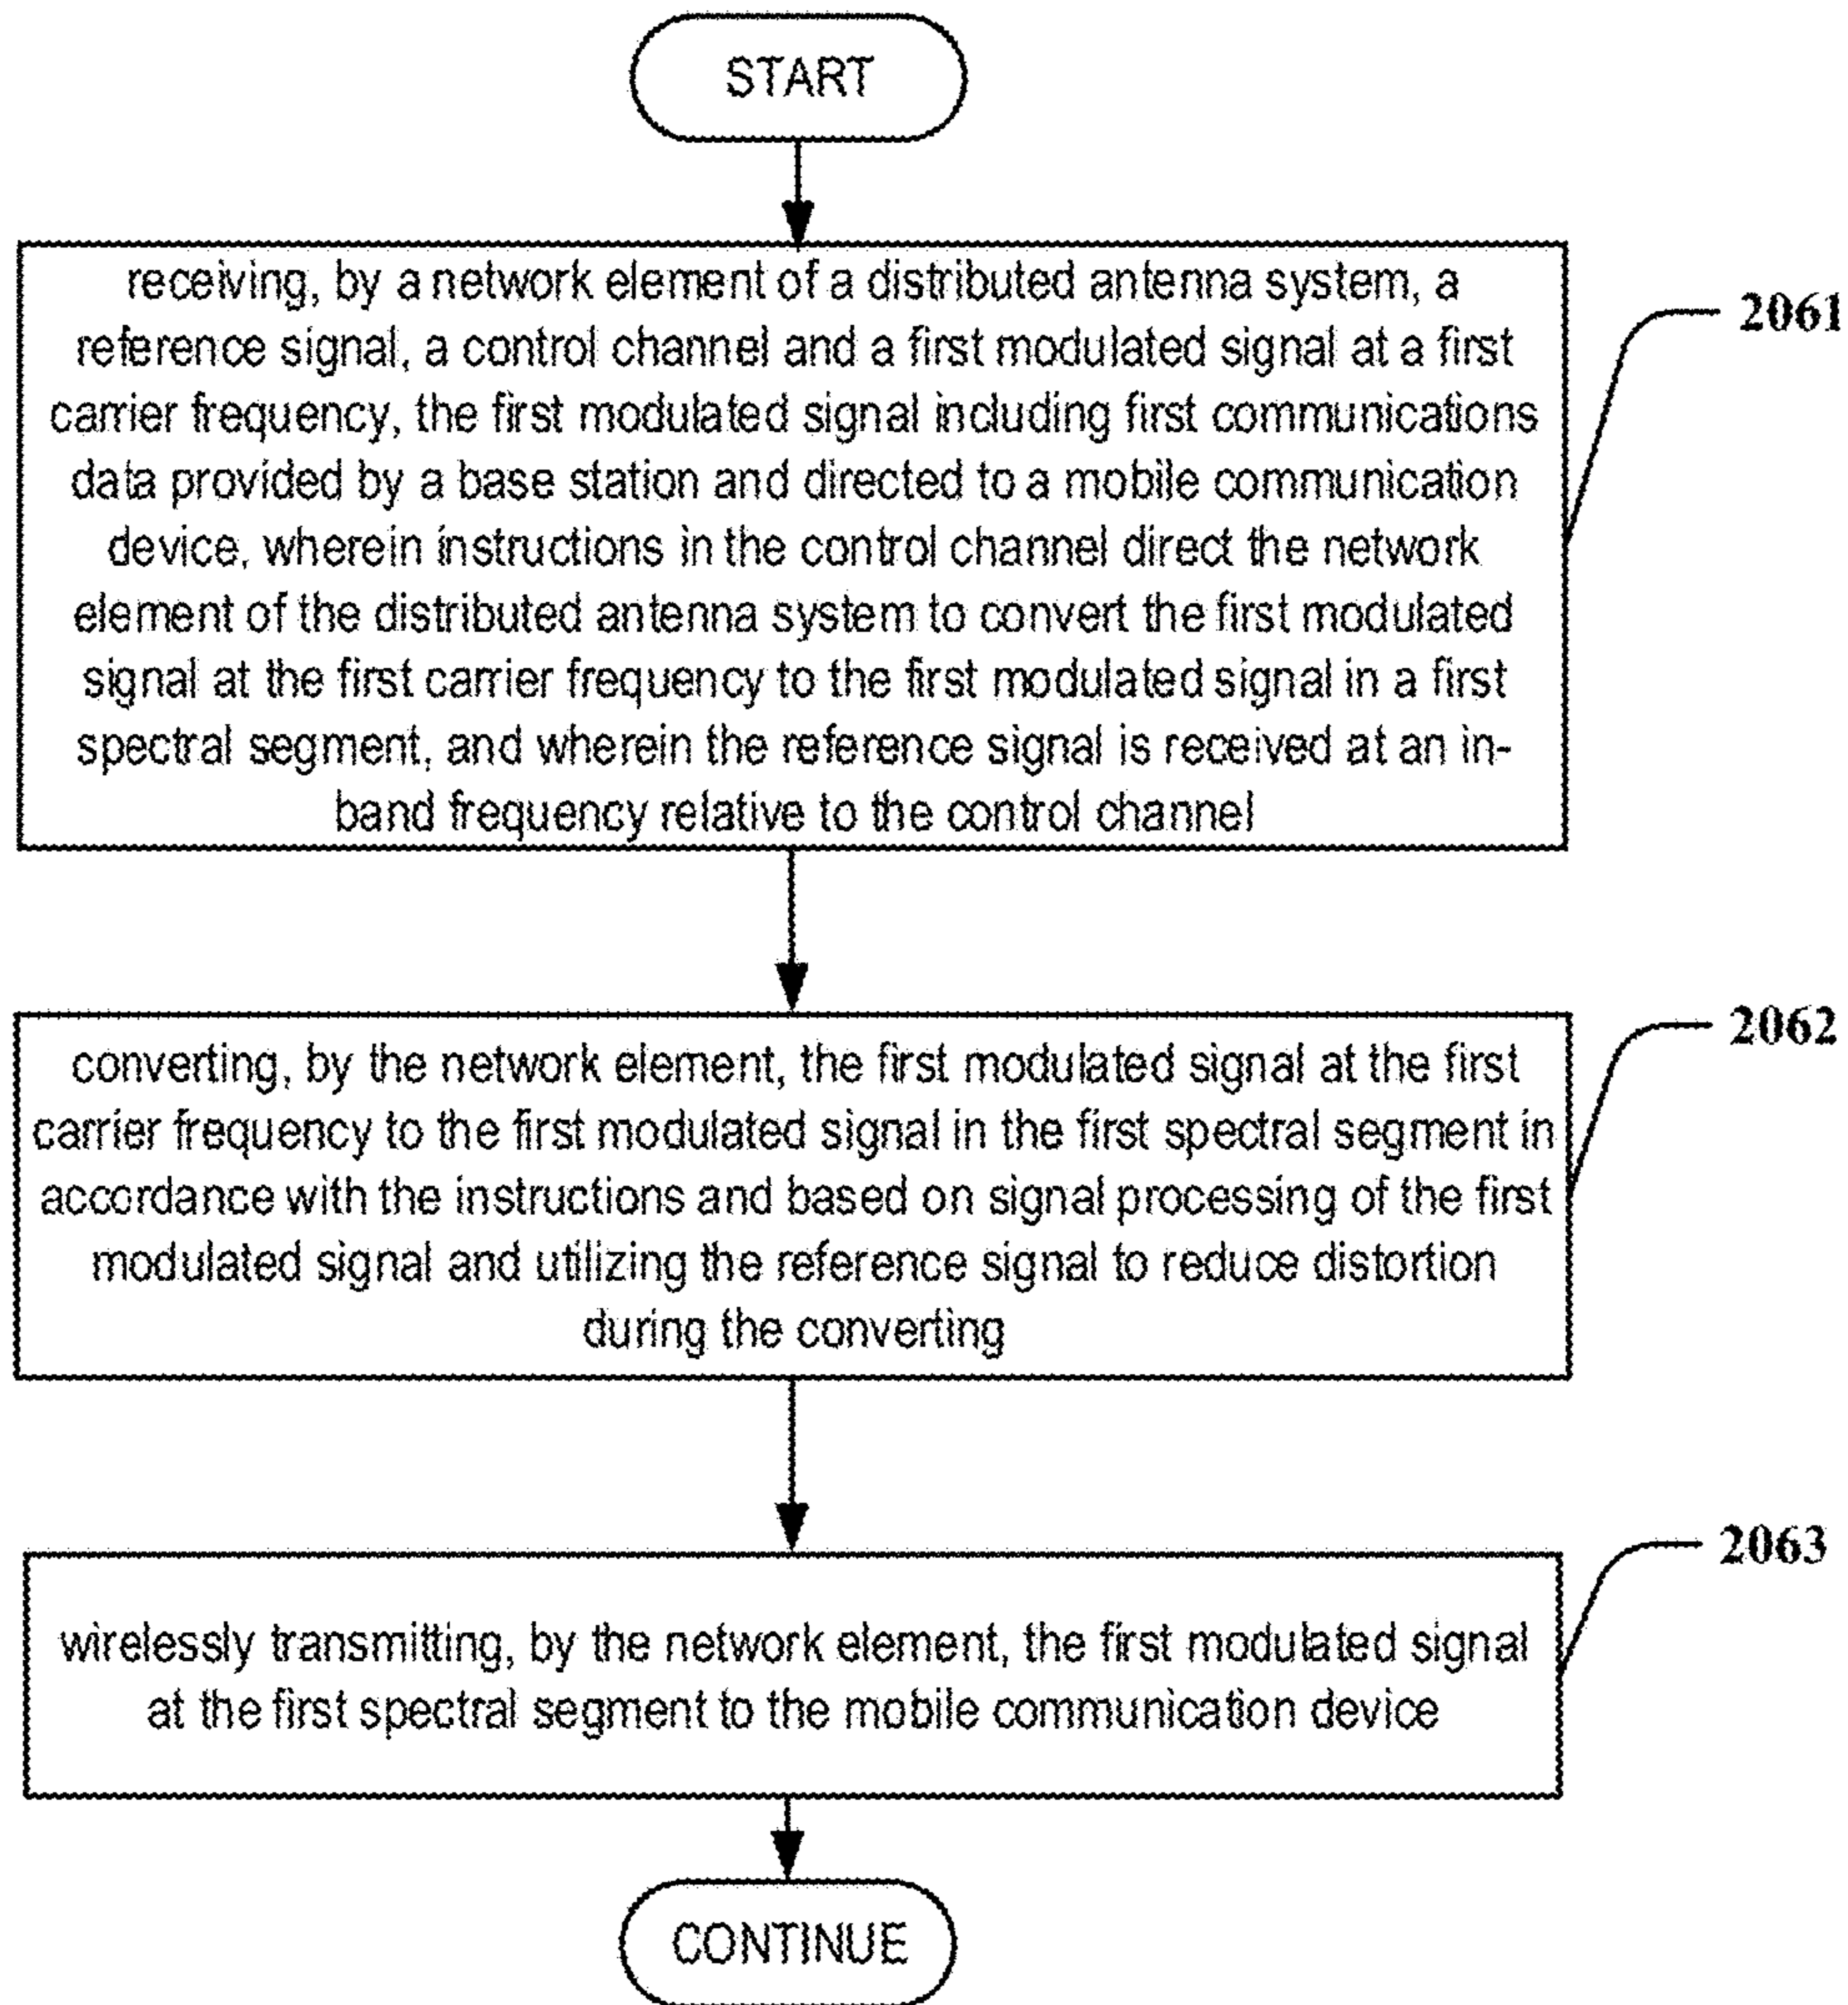 START
receiving, by a network element of a distributed antenna system, a
reference signal, a control channel and a first modulated signal at a first
carrier frequency, the first modulated signal including first communications
data provided by a base station and directed to a mobile communication
device, wherein instructions in the control channel direct the network
element of the distributed antenna system to convert the first modulated
signal at the first carrier frequency to the first modulated signal in a first
spectral segment, and wherein the reference signal is received at an in-
band frequency relative to the control channel
2061
converting, by the network element, the first modulated signal at the first
carrier frequency to the first modulated signal in the first spectral segment in
accordance with the instructions and based on signal processing of the first
modulated signal and utilizing the reference signal to reduce distortion
during the converting
2062
wirelessly transmitting, by the network element, the first modulated signal
at the first spectral segment to the mobile communication device
2063
CONTINUE